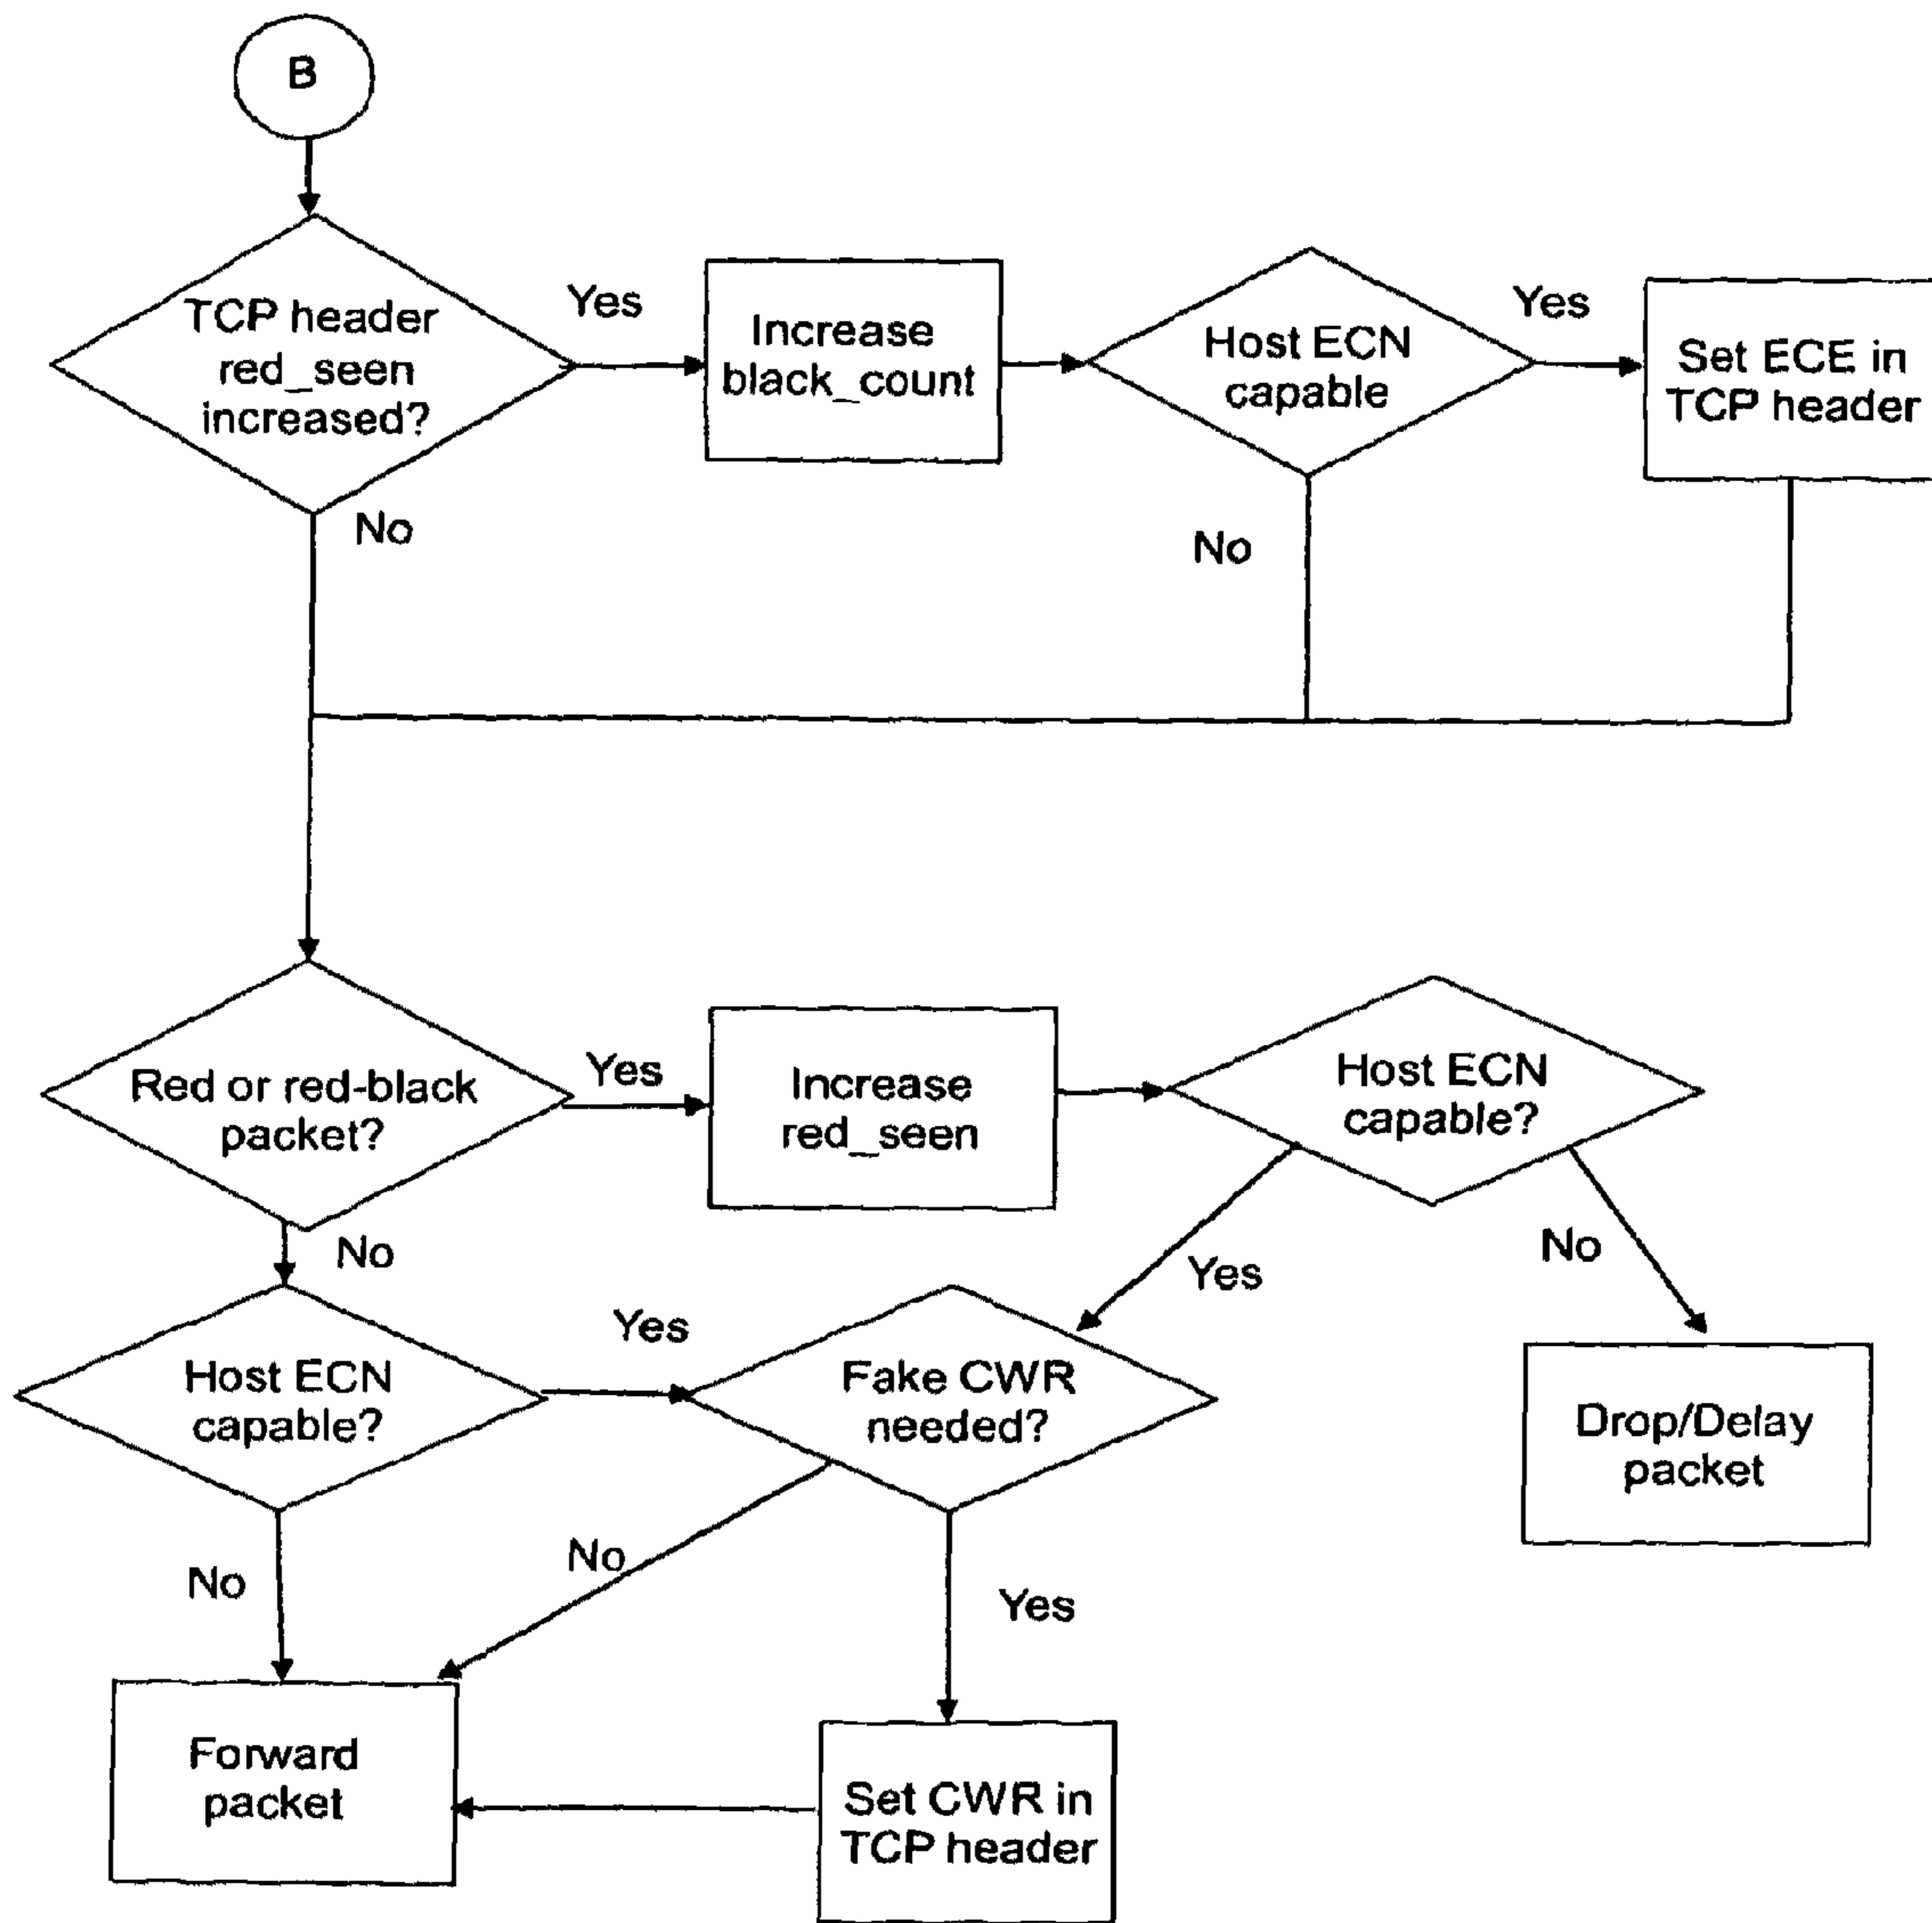 B
TCP header
red_seen
increased?
Yes
Increase
black_count
Host ECN
capable
Yes
Set ECE in
TCP header
No
No
Red or red-black
packet?
Yes
Increase
red_seen
Host ECN
capable?
No
Yes
No
Host ECN
capable?
Yes
Fake CWR
needed?
Drop/Delay
packet
No
No
Yes
Forward
packet
Set CWR in
TCP header